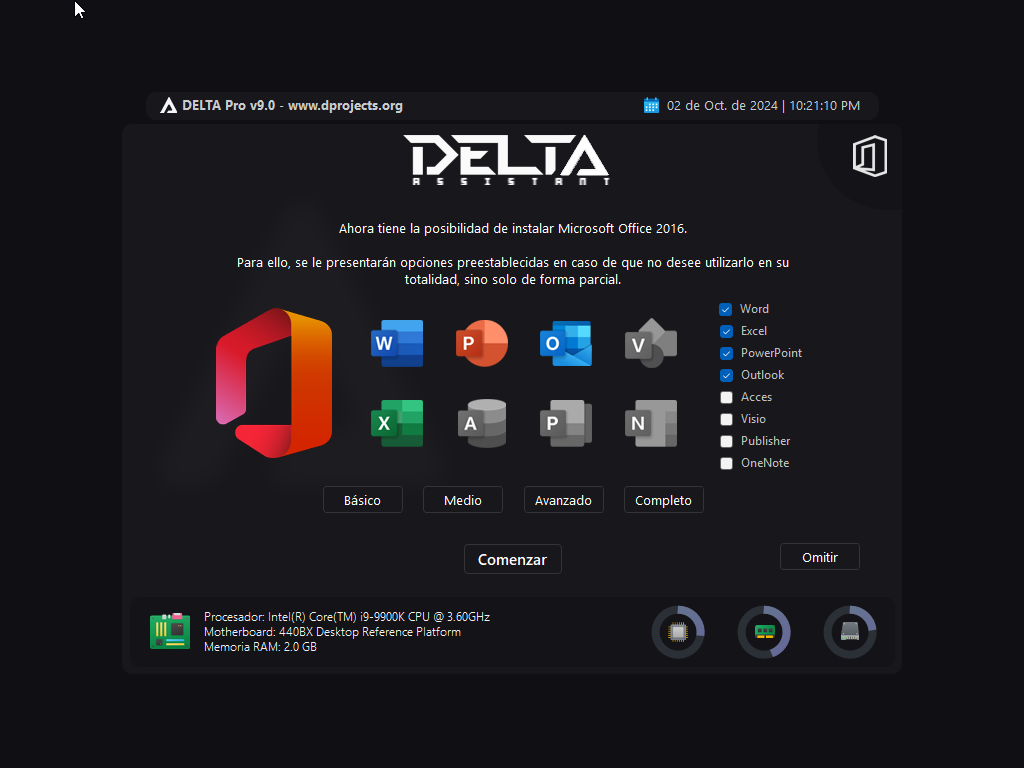 DELTA Pro v9.0 - www.dprojects.org
02 de Oct. de 2024 | 10:21:10 PM
DELTA
ASSISTANT
Ahora tiene la posibilidad de instalar Microsoft Office 2016.
Para ello, se le presentarán opciones preestablecidas en caso de que no desee utilizarlo en su
totalidad, sino solo de forma parcial.
W
P
O
V
X
A
P
N
Word
Excel
PowerPoint
Outlook
Acces
Visio
Publisher
OneNote
Básico
Medio
Avanzado
Completo
Comenzar
Omitir
Procesador: Intel(R) Core(TM) i9-9900K CPU @ 3.60GHz
Motherboard: 440BX Desktop Reference Platform
Memoria RAM: 2.0 GB